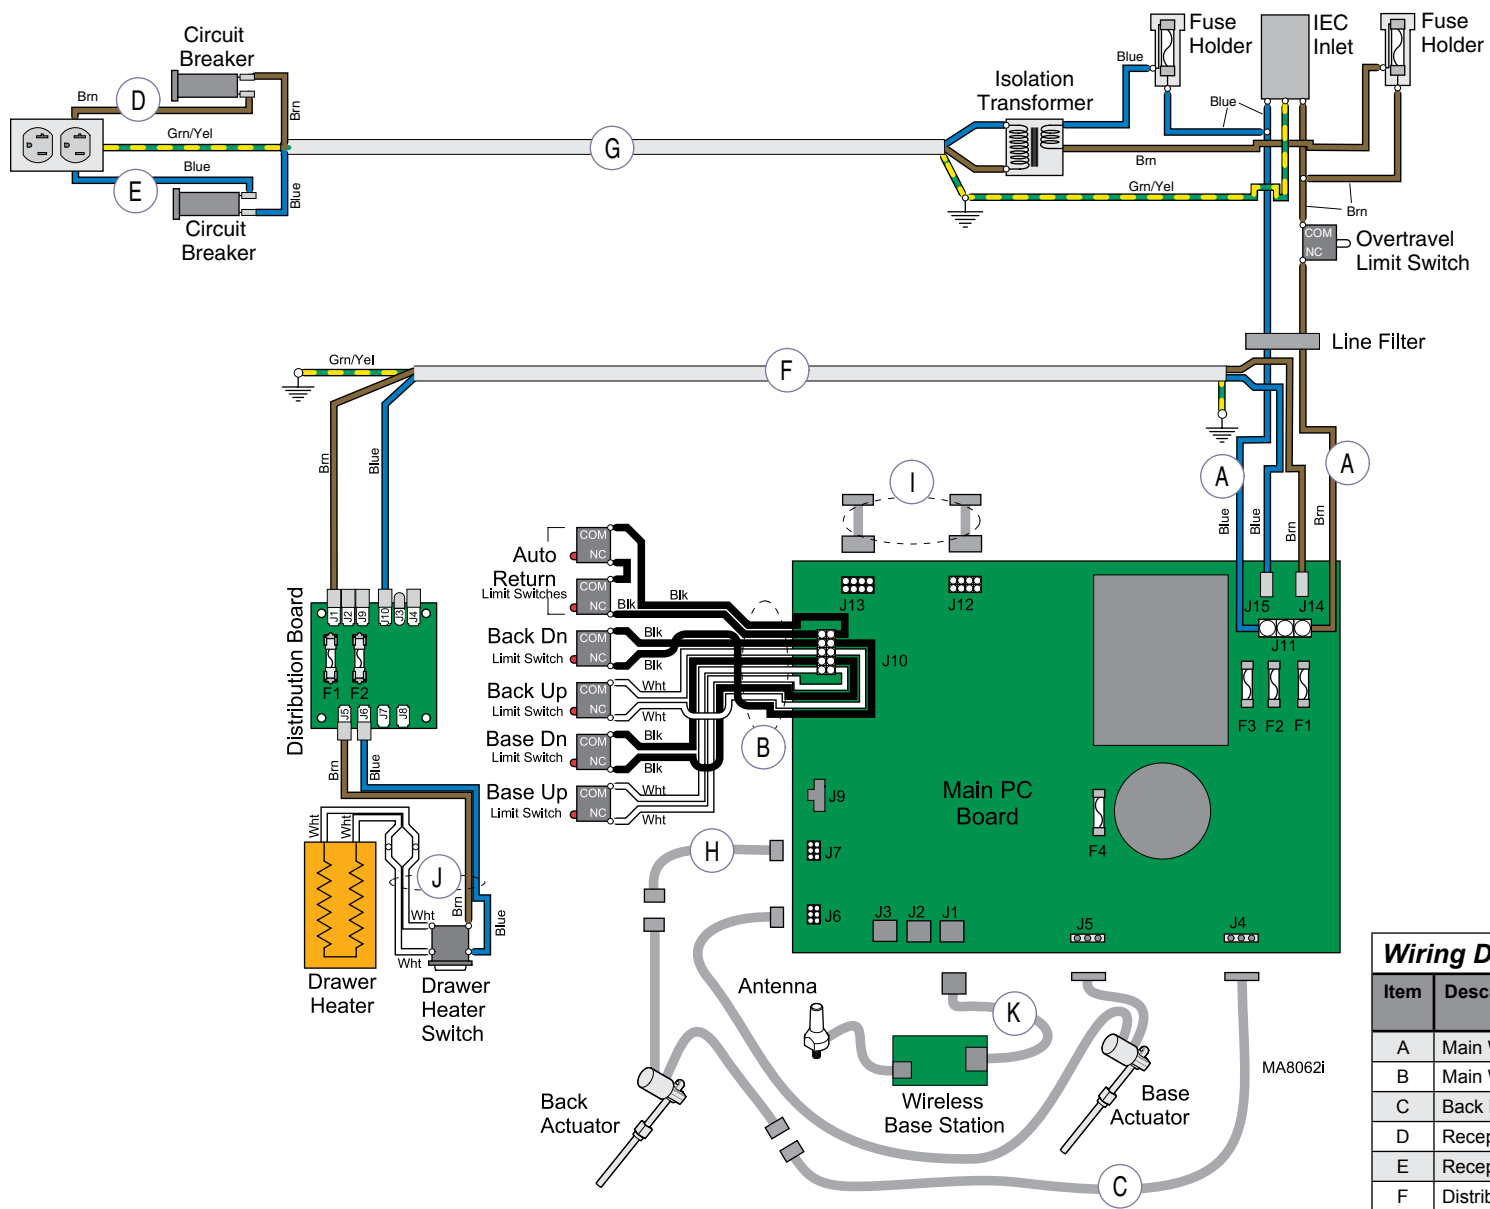 Circuit
Breaker
Brn
D
Brn
Grn/Yel
Blue
E
Blue
Circuit
Breaker
G
Isolation
Transformer
Blue
Fuse
Holder
IEC
Inlet
Fuse
Holder
Blue
Brn
Grn/Yel
Brn
COM
NC
Overtravel
Limit Switch
Line Filter
Grn/Yel
F
Brn
Blue
A
A
Blue
Blue
Brn
Brn
I
Distribution Board
J1
J2
J9
J10
J3
J4
F1
F2
J5
J6
J7
J8
Brn
Blue
Auto
Return
Limit Switches
COM
NC
COM
NC
Blk
Blk
Back Dn
Limit Switch
COM
NC
Blk
Blk
Back Up
Limit Switch
COM
NC
Wht
Wht
Base Dn
Limit Switch
COM
NC
Blk
Blk
Base Up
Limit Switch
COM
NC
Wht
Wht
B
J13
J12
J10
J15
J14
J11
F3
F2
F1
Main PC
Board
J9
F4
J7
J6
J3
J2
J1
J5
J4
H
Wht
Wht
J
Wht
Brn
Blue
Wht
Drawer
Heater
Drawer
Heater
Switch
Antenna
K
Wireless
Base Station
Back
Actuator
Base
Actuator
MA8062i
C
Wiring D
Item Desc
A Main W
B Main W
C Back
D Recep
E Recep
F Distrib